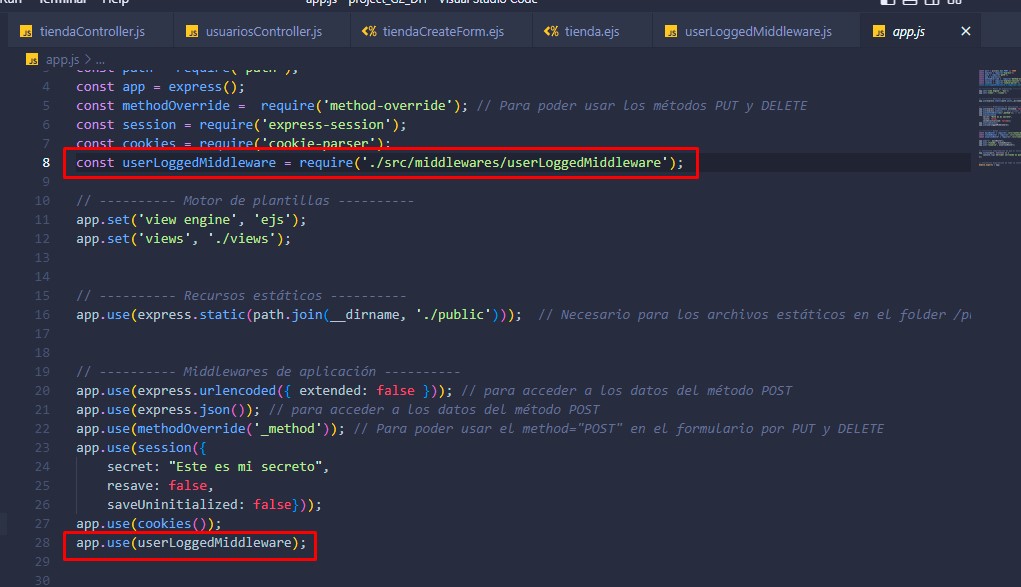 Run Terminal Help app.js - project_G2_DH - Visual Studio Code
tiendaController.js usuariosController.js tiendaCreateForm.ejs tienda.ejs userLoggedMiddleware.js app.js
app.js > ...
const path = require('path');
4 const app = express();
5 const methodOverride =  require('method-override'); // Para poder usar los métodos PUT y DELETE
6 const session = require('express-session');
7 const cookies = require('cookie-parser');
8 const userLoggedMiddleware = require('./src/middlewares/userLoggedMiddleware');
9
10 // ---------- Motor de plantillas ----------
11 app.set('view engine', 'ejs');
12 app.set('views', './views');
13
14
15 // ---------- Recursos estáticos ----------
16 app.use(express.static(path.join(__dirname, './public')));  // Necesario para los archivos estáticos en el folder /pu
17
18
19 // ---------- Middlewares de aplicación ----------
20 app.use(express.urlencoded({ extended: false })); // para acceder a los datos del método POST
21 app.use(express.json()); // para acceder a los datos del método POST
22 app.use(methodOverride('_method')); // Para poder usar el method="POST" en el formulario por PUT y DELETE
23 app.use(session({
24 secret: "Este es mi secreto",
25 resave: false,
26 saveUninitialized: false}));
27 app.use(cookies());
28 app.use(userLoggedMiddleware);
29
30